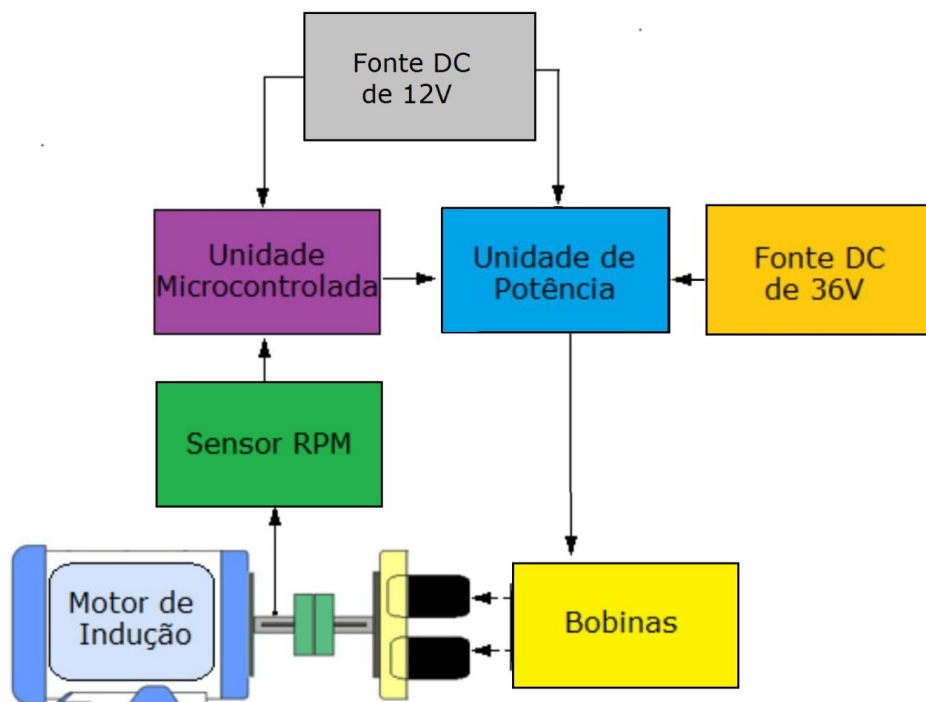 Fonte DC
de 12V
Unidade
Microcontrolada
Unidade de
Potência
Fonte DC
de 36V
Sensor RPM
Motor de
Indução
Bobinas